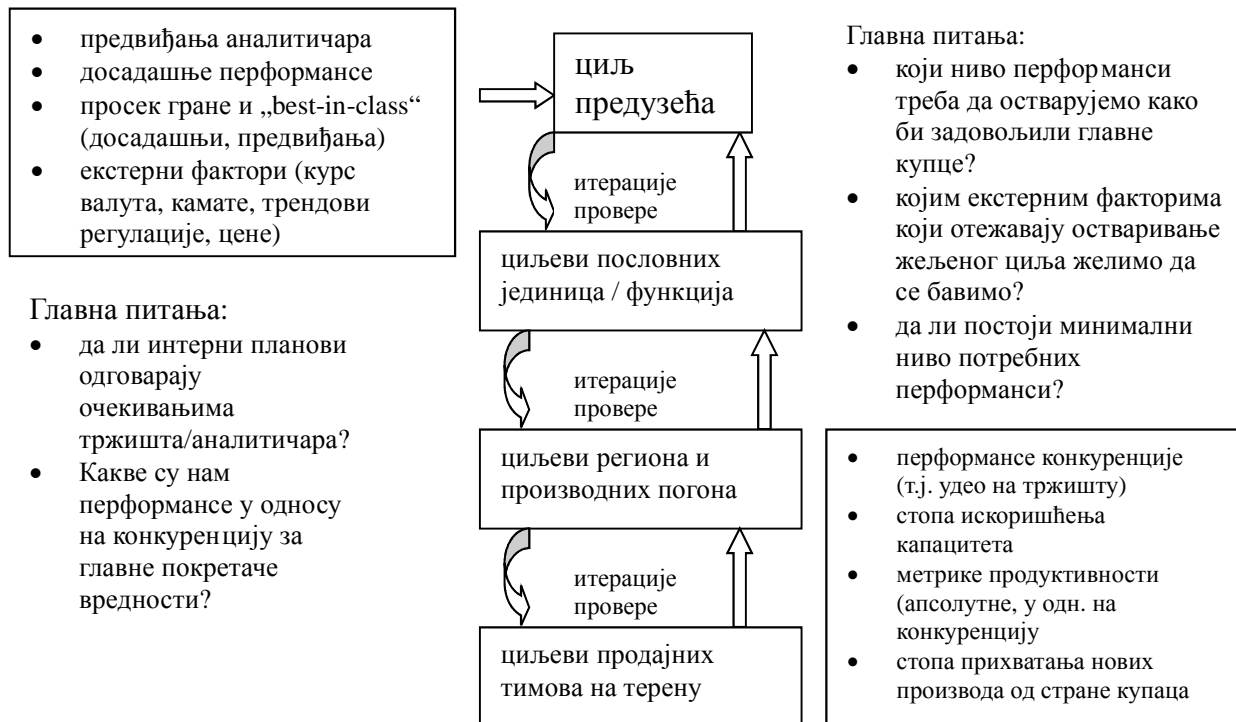 • предвиђања аналитичара
• досадашње перформансе
• просек гране и „best-in-class“
(досадашњи, предвиђања)
• екстерни фактори (курс
валута, камате, трендови
регулације, цене)
Главна питања:
• да ли интерни планови
одговарају
очекивањима
тржишта/аналитичара?
• Какве су нам
перформансе у односу
на конкуренцију за
главне покретаче
вредности?
циљ
предузећа
итерације
провере
циљеви пословних
јединица / функција
итерације
провере
циљеви региона и
производних погона
итерације
провере
циљеви продајних
тимова на терену
Главна питања:
• који ниво перформанси
треба да остварујемо како
би задовољили главне
купце?
• којим екстерним факторима
који отежавају остваривање
жељеног циља желимо да
се бавимо?
• да ли постоји минимални
ниво потребних
перформанси?
• перформансе конкуренције
(т.ј. удео на тржишту)
• стопа искоришћења
капацитета
• метрике продуктивности
(апсолутне, у одн. на
конкуренцију
• стопа прихватања нових
производа од стране купаца